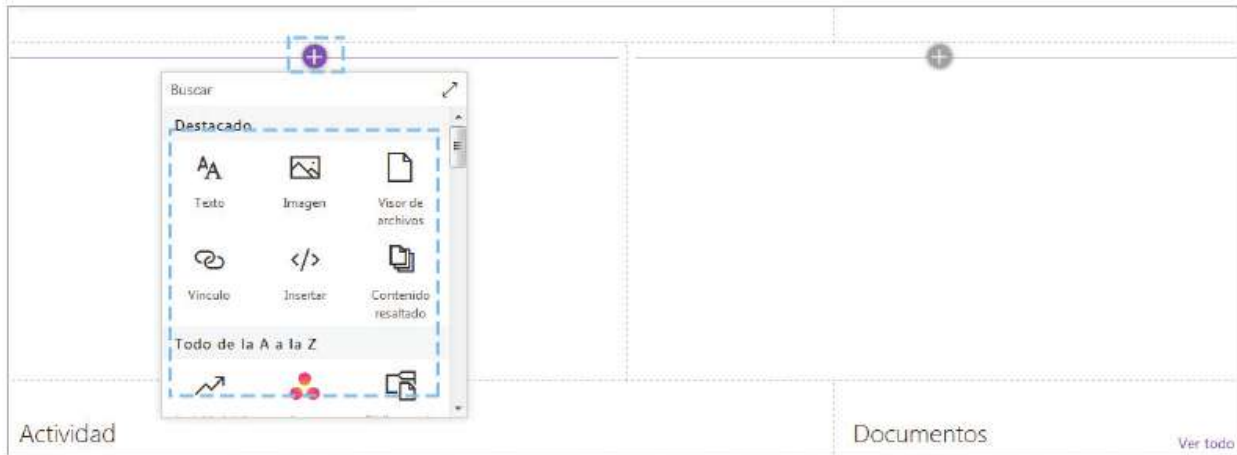 Buscar
Destacado
Texto
Imagen
Visor de
archivos
Vínculo
Insertar
Contenido
resaltado
Todo de la A a la Z
Actividad
Documentos
Ver todo